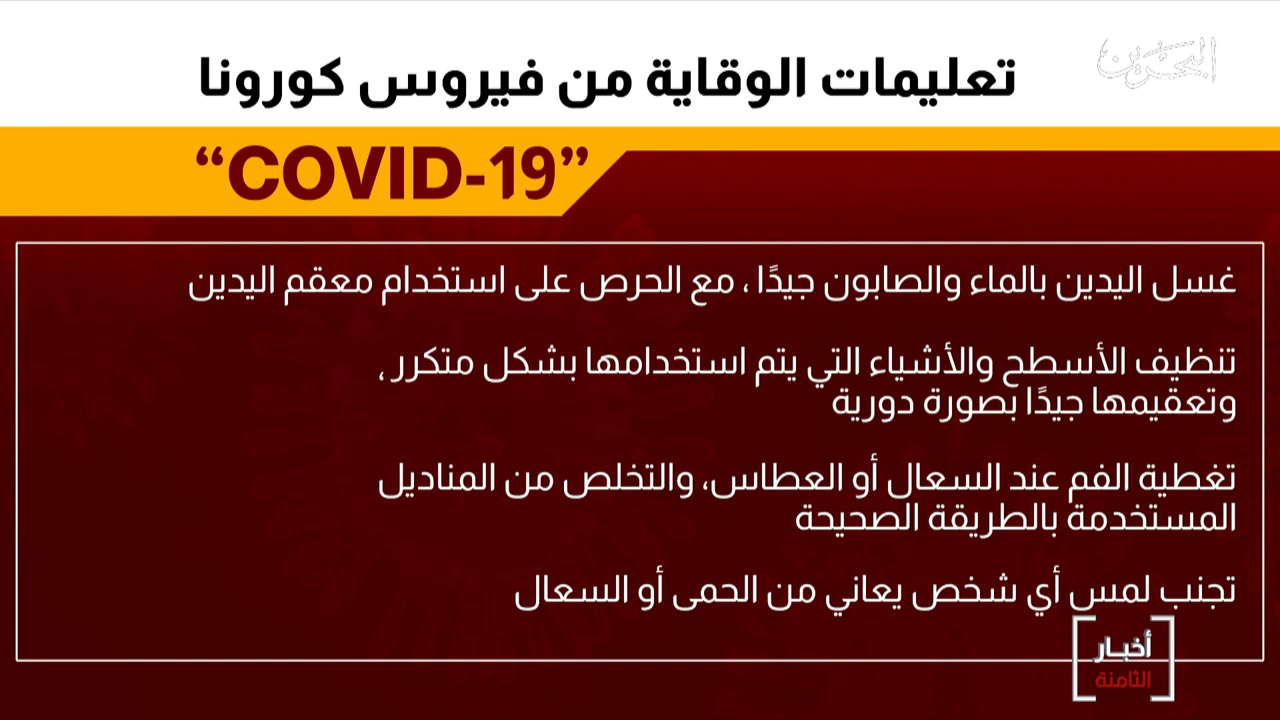 البحرين
تعليمات الوقاية من فيروس كورونا
“COVID-19”
غسل اليدين بالماء والصابون جيدًا ، مع الحرص على استخدام معقم اليدين
تنظيف الأسطح والأشياء التي يتم استخدامها بشكل متكرر ،
وتعقيمها جيدًا بصورة دورية
تغطية الفم عند السعال أو العطاس، والتخلص من المناديل
المستخدمة بالطريقة الصحيحة
تجنب لمس أي شخص يعاني من الحمى أو السعال
أخبار
الثامنة